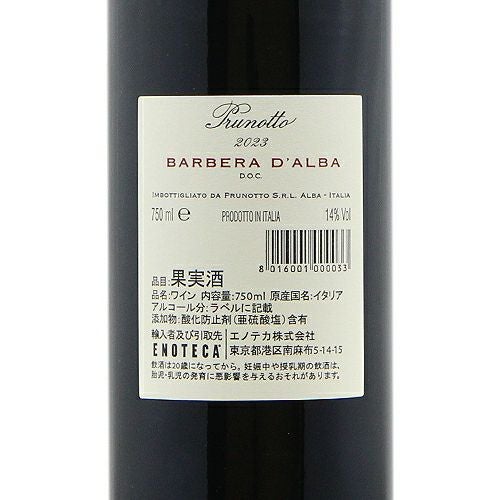 Prunotto
2023
BARBERA D'ALBA
D.O.C.
IMBOTTIGLIATO DA PRUNOTTO S.R.L. ALBA - ITALIA
750 ml ℮ PRODOTTO IN ITALIA 14% Vol
8 016001 000033
品目:果実酒
品名:ワイン 内容量:750ml 原産国名:イタリア
アルコール分:ラベルに記載
添加物:酸化防止剤(亜硫酸塩)含有
輸入者及び引取先 エノテカ株式会社
ENOTECA 東京都港区南麻布5-14-15
飲酒は20歳になってから。妊娠中や授乳期の飲酒は、
胎児・乳児の発育に悪影響を与えるおそれがあります。